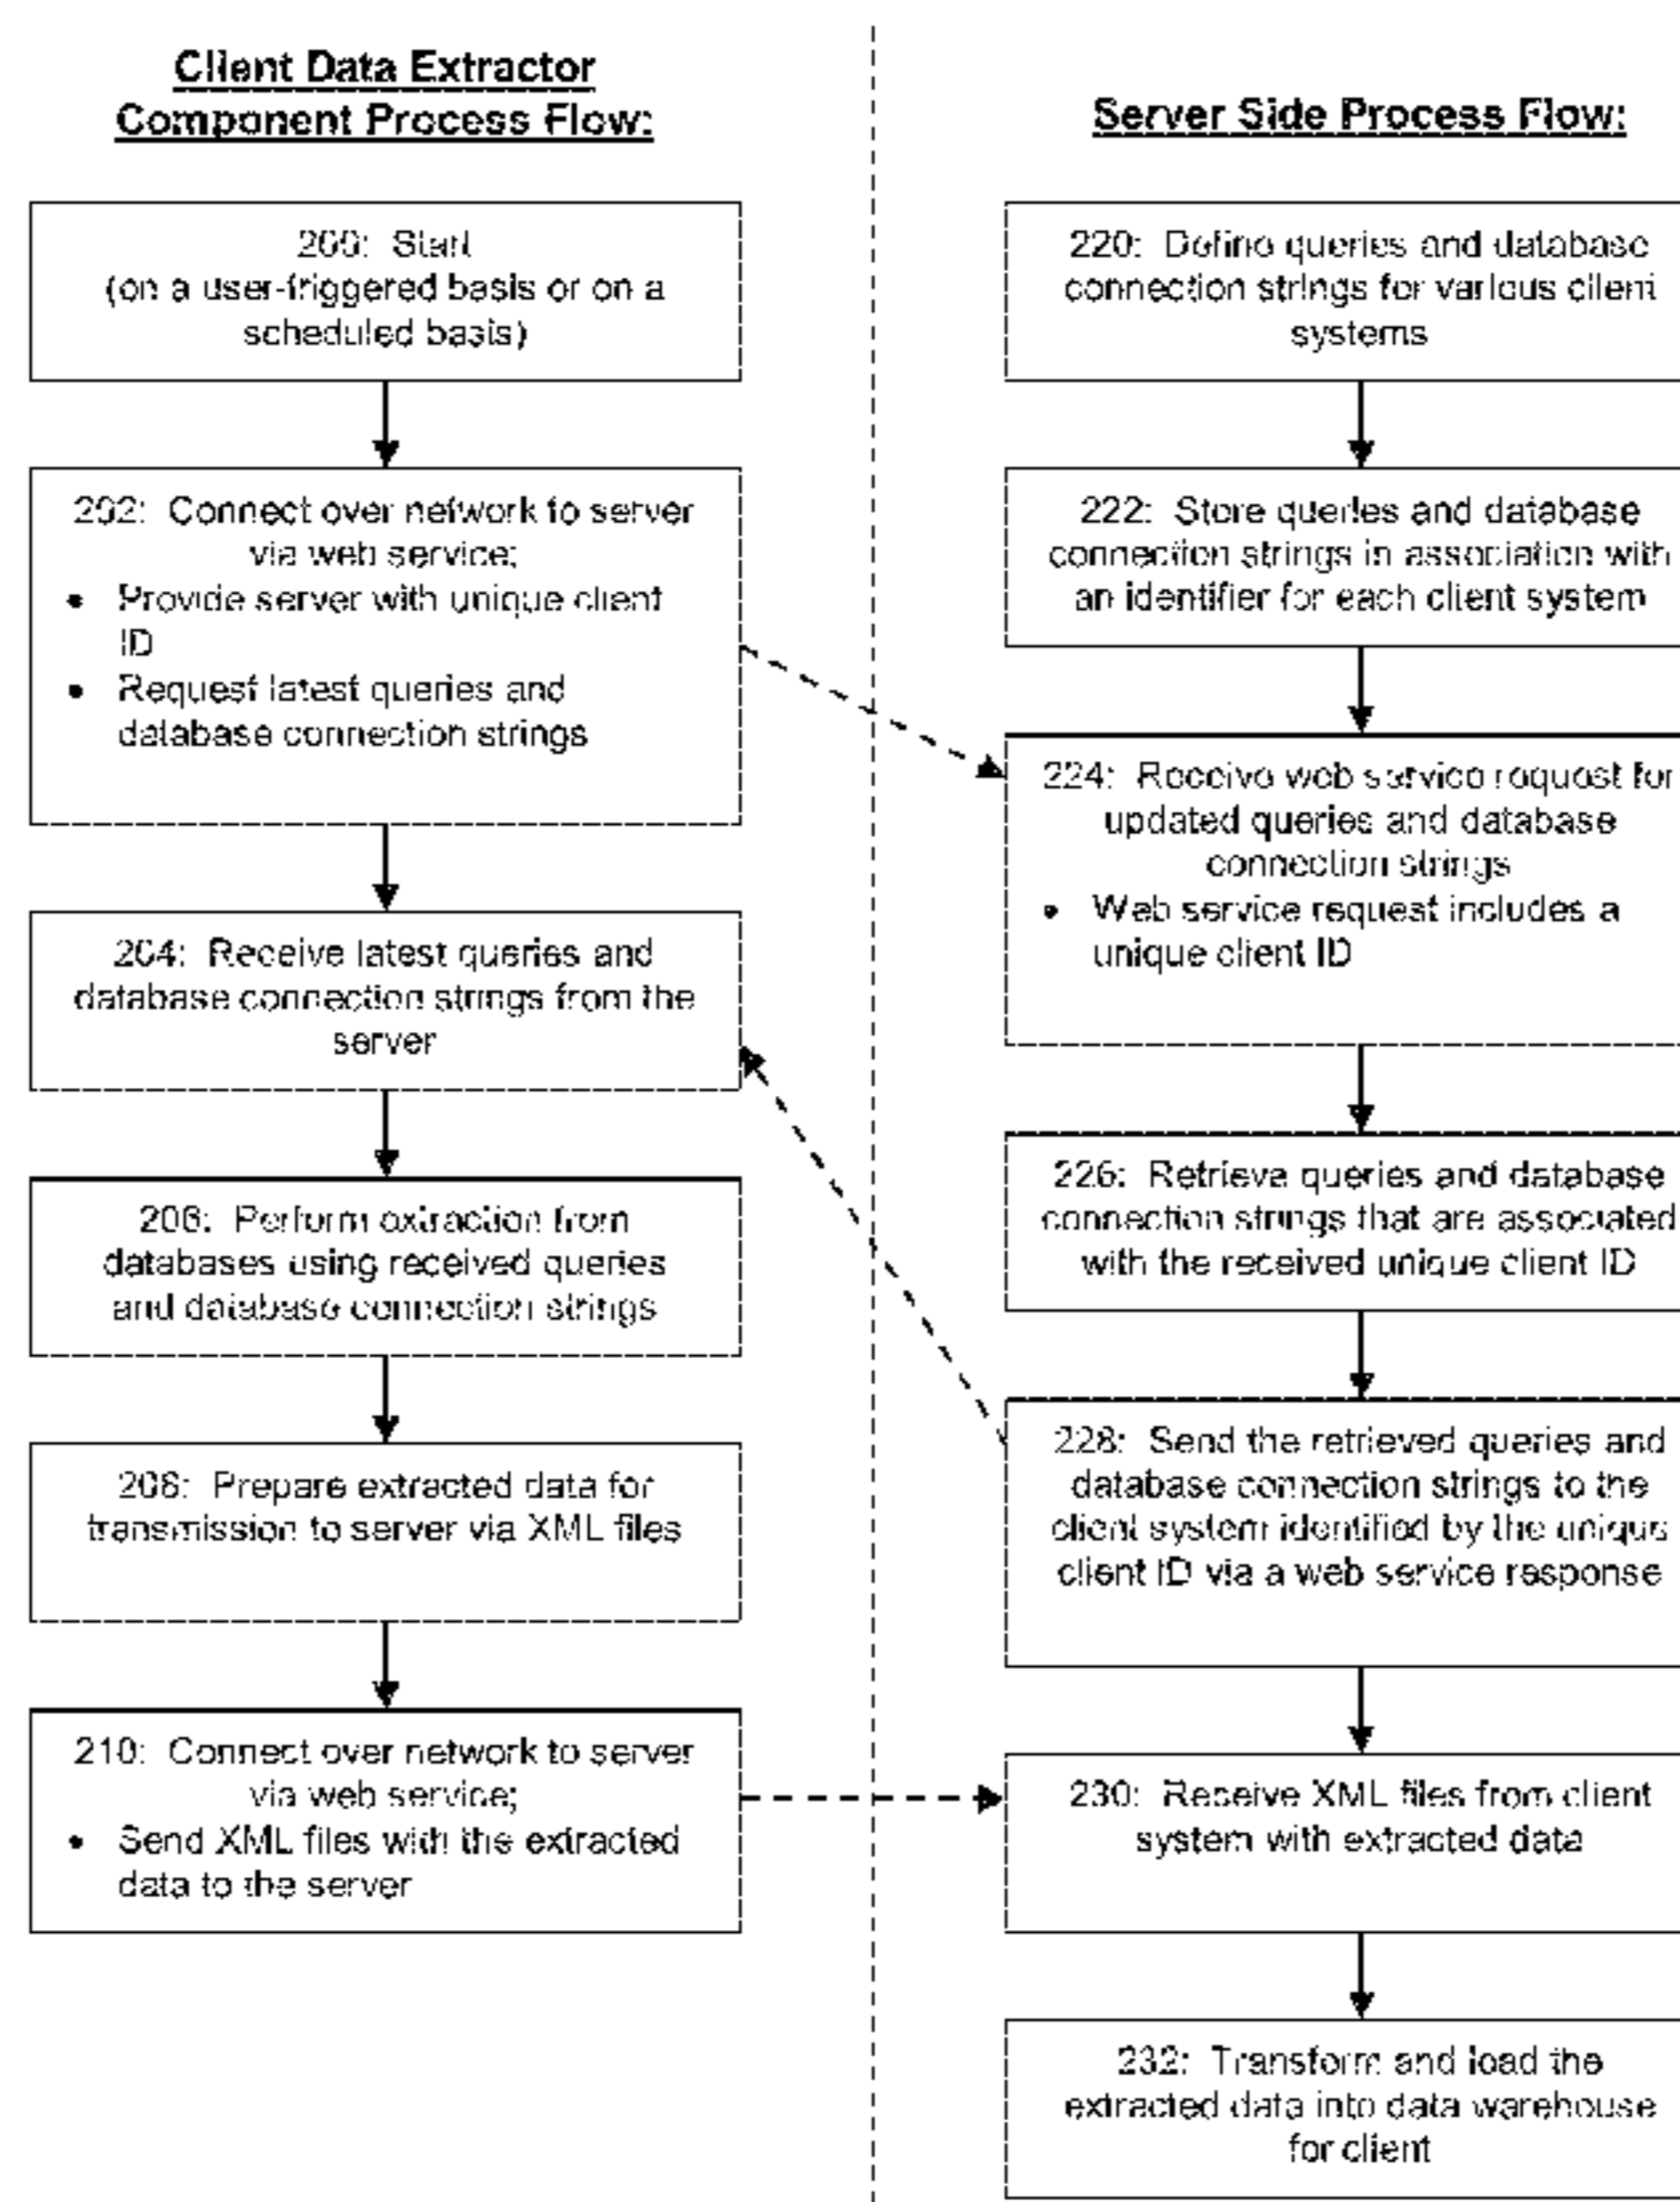 Client Data Extractor
Component Process Flow:
200: Start
(on a user-triggered basis or on a
scheduled basis)
202: Connect over network to server
via web service;
• Provide server with unique client
ID
• Request latest queries and
database connection strings
204: Receive latest queries and
database connection strings from the
server
206: Perform extraction from
databases using received queries
and database connection strings
208: Prepare extracted data for
transmission to server via XML files
210: Connect over network to server
via web service;
• Send XML files with the extracted
data to the server
Server Side Process Flow:
220: Define queries and database
connection strings for various client
systems
222: Store queries and database
connection strings in association with
an identifier for each client system
224: Receive web service request for
updated queries and database
connection strings
• Web service request includes a
unique client ID
226: Retrieve queries and database
connection strings that are associated
with the received unique client ID
228: Send the retrieved queries and
database connection strings to the
client system identified by the unique
client ID via a web service response
230: Receive XML files from client
system with extracted data
232: Transform and load the
extracted data into data warehouse
for client